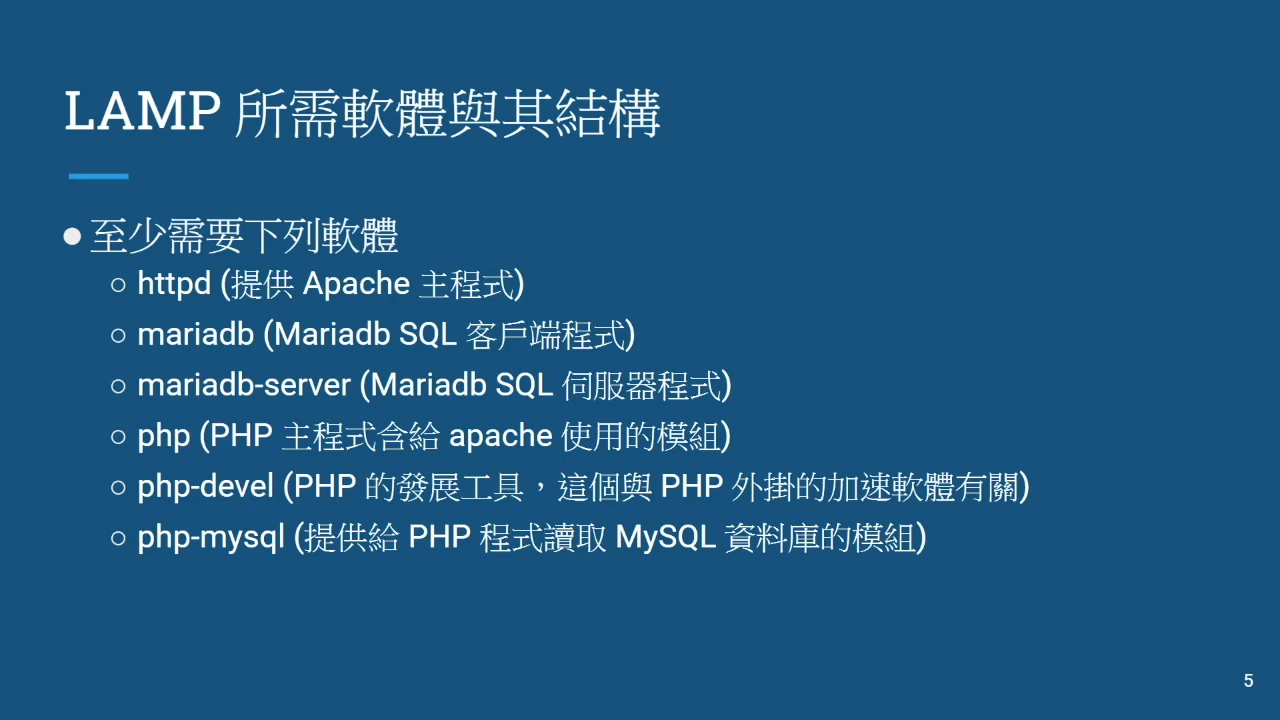 LAMP 所需軟體與其結構
● 至少需要下列軟體
○ httpd (提供 Apache 主程式)
○ mariadb (Mariadb SQL 客戶端程式)
○ mariadb-server (Mariadb SQL 伺服器程式)
○ php (PHP 主程式含給 apache 使用的模組)
○ php-devel (PHP 的發展工具，這個與 PHP 外掛的加速軟體有關)
○ php-mysql (提供給 PHP 程式讀取 MySQL 資料庫的模組)
5